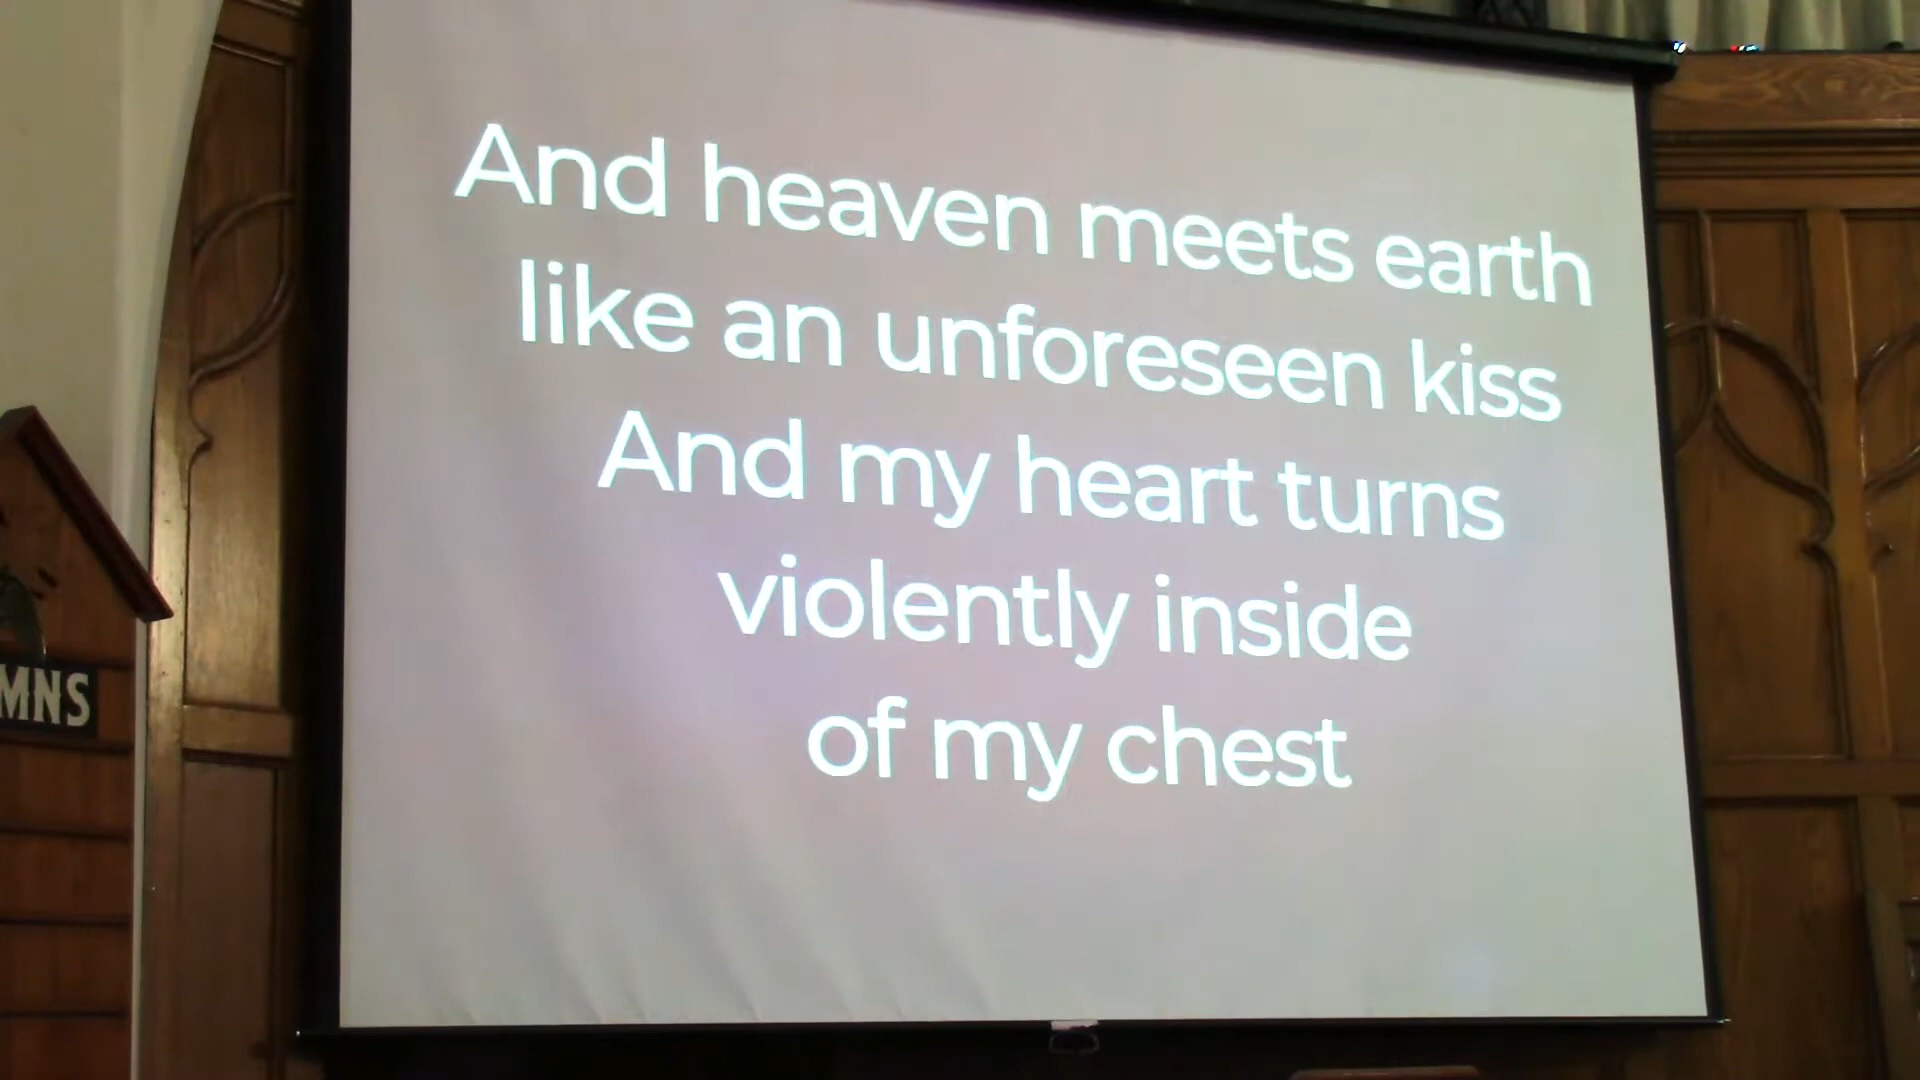 And heaven meets earth
like an unforeseen kiss
And my heart turns
violently inside
of my chest
MNS